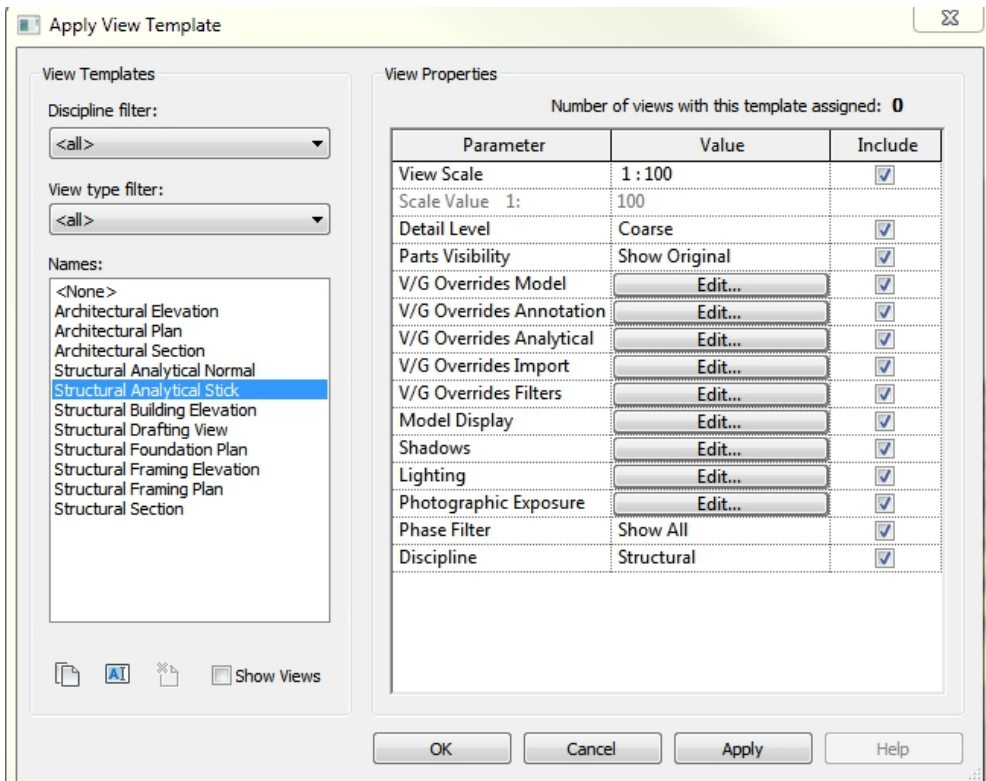 Apply View Template
View Templates
Discipline filter:
<all>
View type filter:
<all>
Names:
<None>
Architectural Elevation
Architectural Plan
Architectural Section
Structural Analytical Normal
Structural Analytical Stick
Structural Building Elevation
Structural Drafting View
Structural Foundation Plan
Structural Framing Elevation
Structural Framing Plan
Structural Section
AI
Show Views
View Properties
Number of views with this template assigned: 0
Parameter Value Include
View Scale 1 : 100
Scale Value 1: 100
Detail Level Coarse
Parts Visibility Show Original
V/G Overrides Model Edit...
V/G Overrides Annotation Edit...
V/G Overrides Analytical Edit...
V/G Overrides Import Edit...
V/G Overrides Filters Edit...
Model Display Edit...
Shadows Edit...
Lighting Edit...
Photographic Exposure Edit...
Phase Filter Show All
Discipline Structural
OK Cancel Apply Help